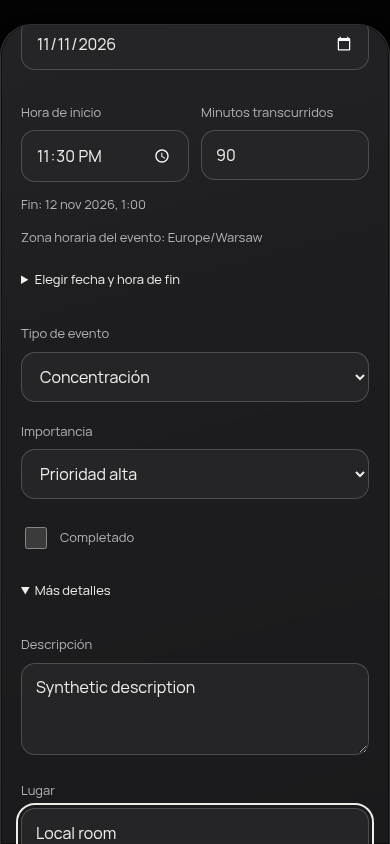 11/11/2026
Hora de inicio
Minutos transcurridos
11:30 PM
90
Fin: 12 nov 2026, 1:00
Zona horaria del evento: Europe/Warsaw
Elegir fecha y hora de fin
Tipo de evento
Concentración
Importancia
Prioridad alta
Completado
Más detalles
Descripción
Synthetic description
Lugar
Local room